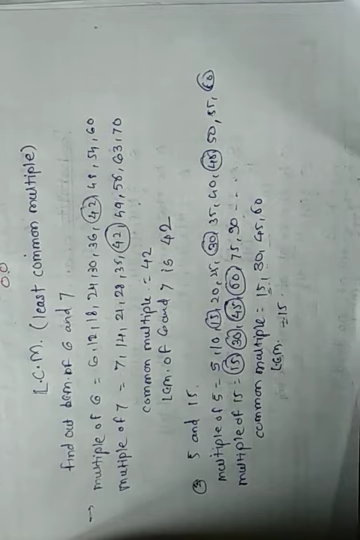 L.C.M. (least common multiple)
find out Lcm. of 6 and 7
→ multiple of 6 = 6,12,18,24,30,36,42,48,54,60
multiple of 7 = 7,14,21,28,35,42,49,56,63,70
common multiple = 42
Lcm. of 6 and 7 is 42
5 and 15.
multiple of 5 = 5,10,15,20,25,30,35,40,45,50,55,60
multiple of 15 = 15,30,45,60,75,90 --
common multiple = 15,30,45,60
Lcm. = 15